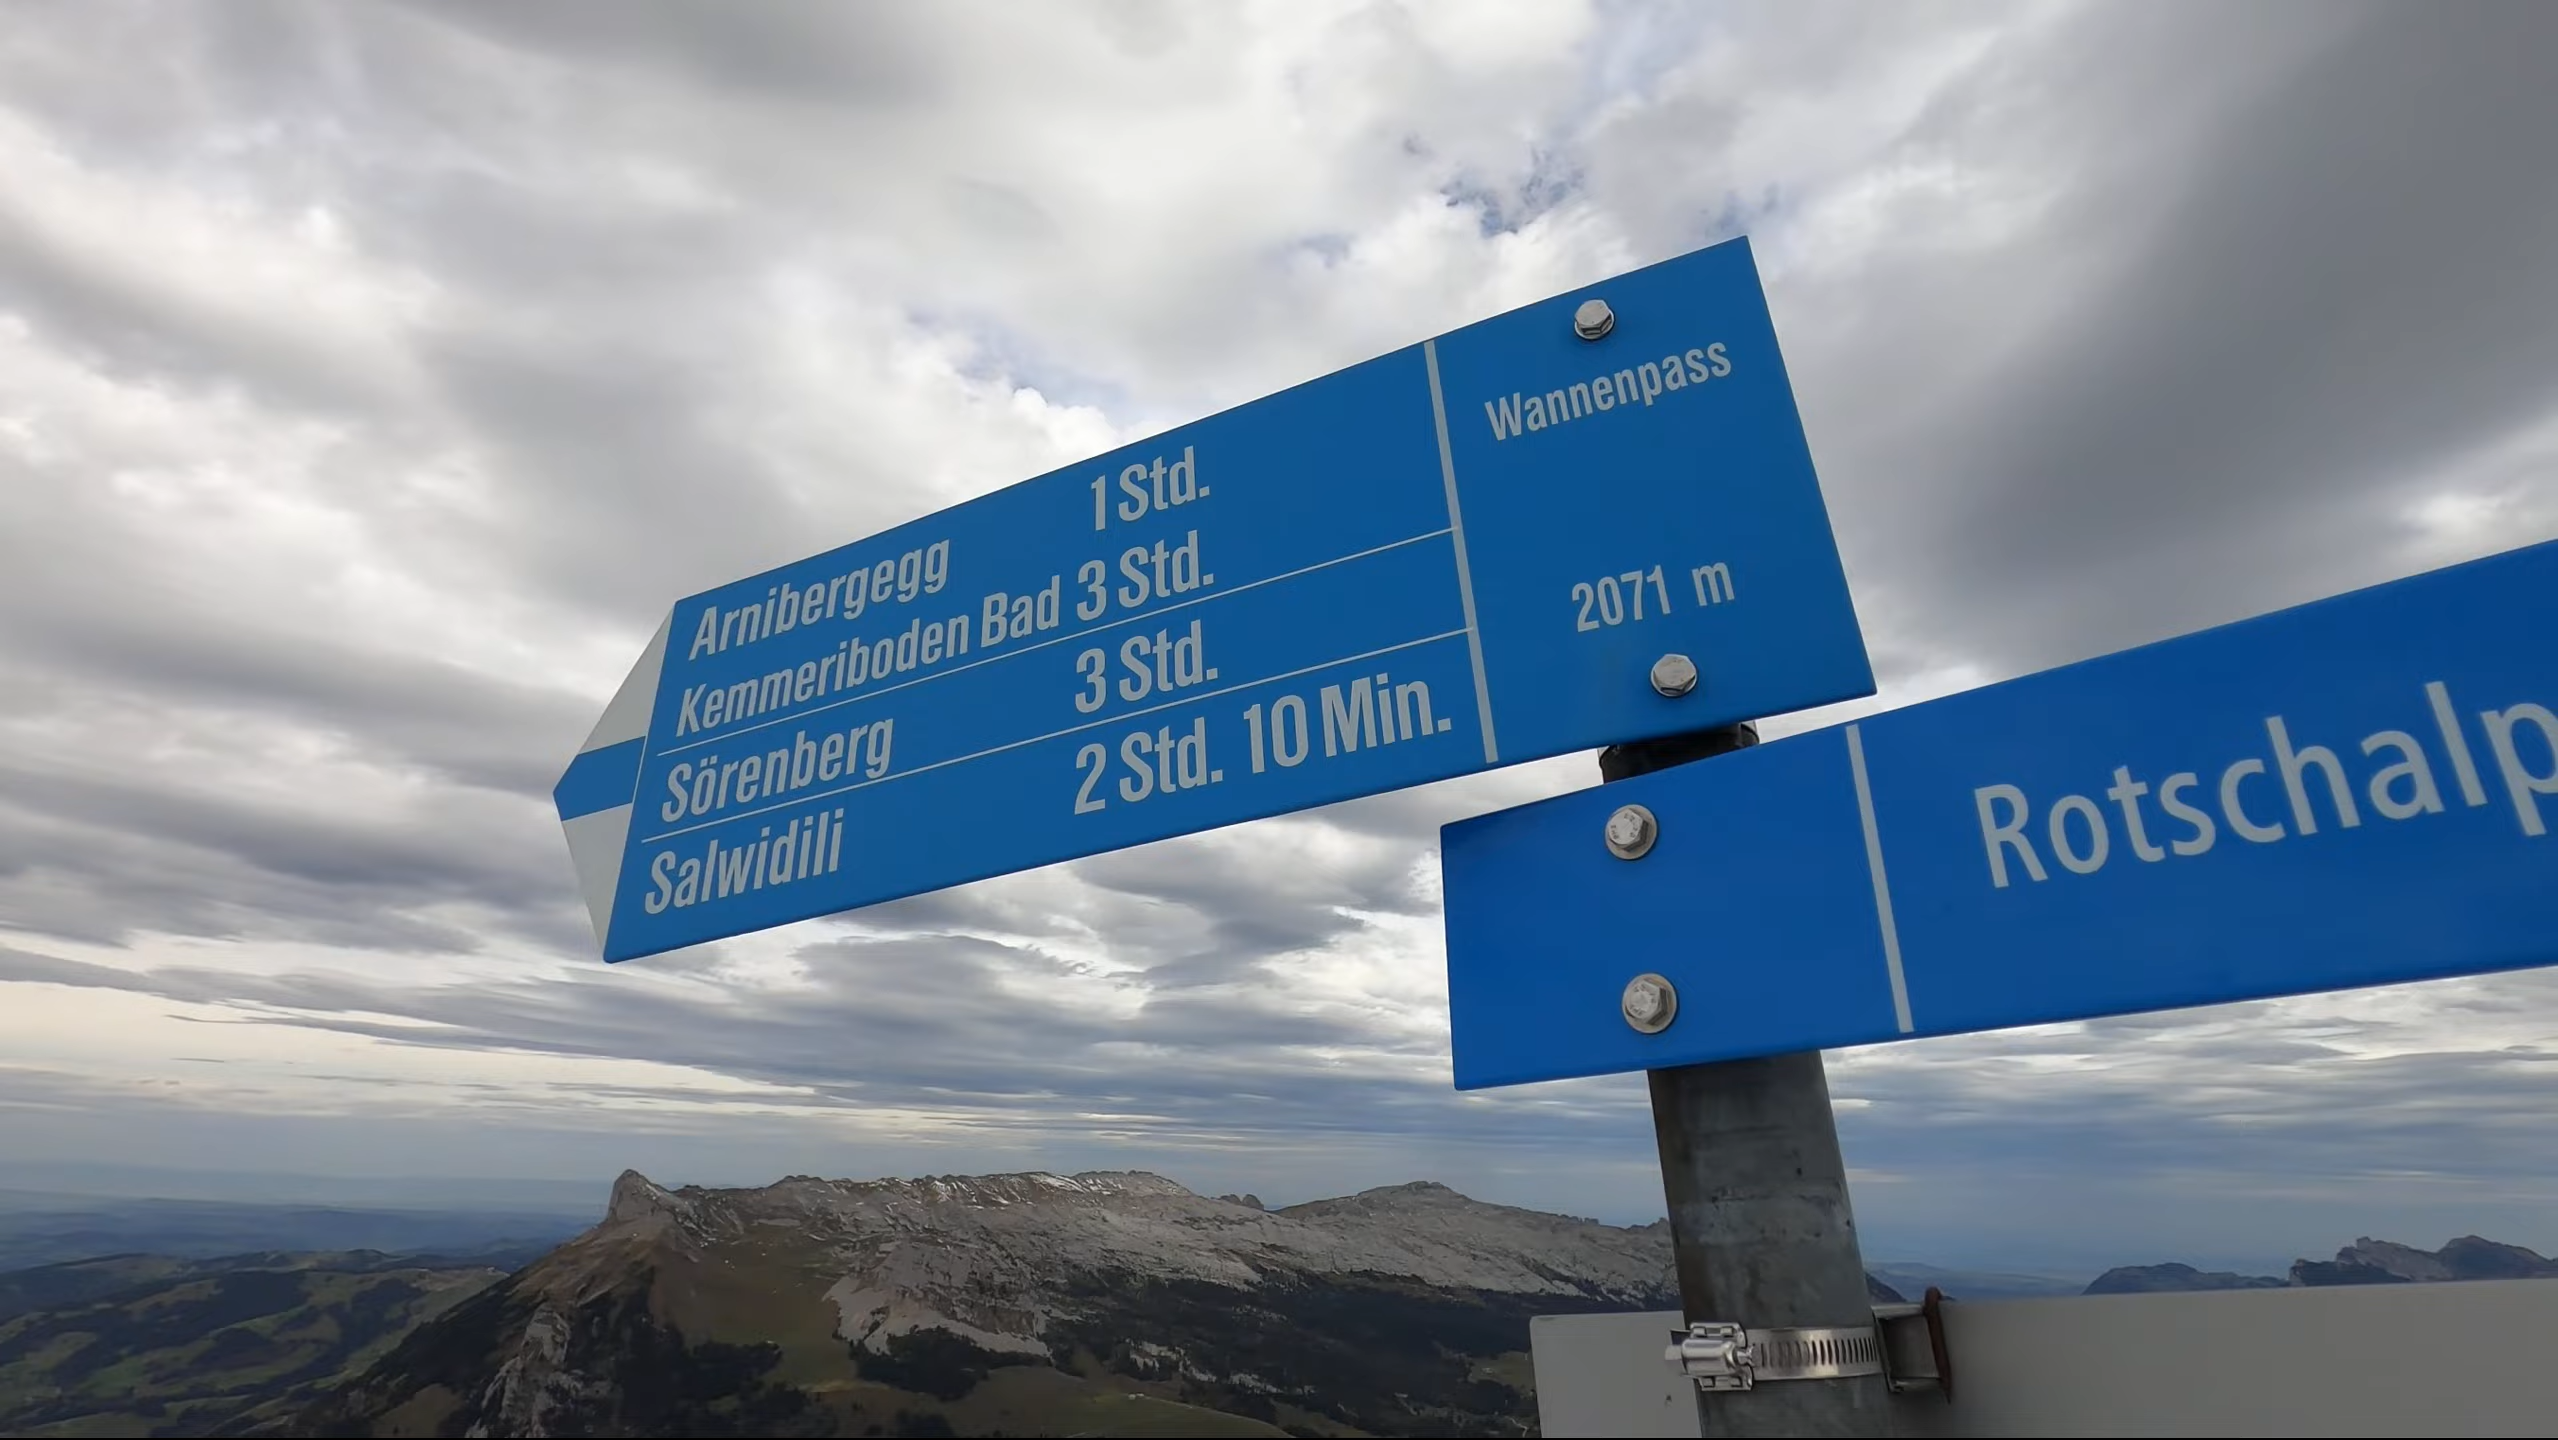 Wannenpass
2071 m
Arnibergegg 1 Std.
Kemmeriboden Bad 3 Std.
Sörenberg 3 Std.
Salwidili 2 Std. 10 Min.
Rotschalp